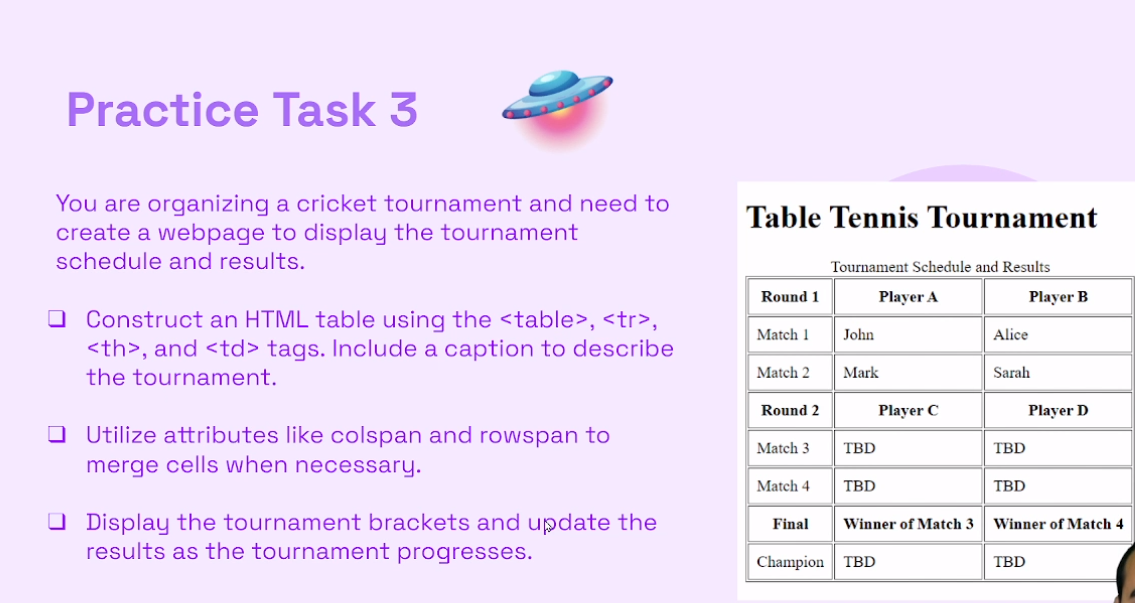 Practice Task 3
You are organizing a cricket tournament and need to
create a webpage to display the tournament
schedule and results.
❑ Construct an HTML table using the <table>, <tr>,
<th>, and <td> tags. Include a caption to describe
the tournament.
❑ Utilize attributes like colspan and rowspan to
merge cells when necessary.
❑ Display the tournament brackets and update the
results as the tournament progresses.
Table Tennis Tournament
Tournament Schedule and Results
Round 1 Player A Player B
Match 1 John Alice
Match 2 Mark Sarah
Round 2 Player C Player D
Match 3 TBD TBD
Match 4 TBD TBD
Final Winner of Match 3 Winner of Match 4
Champion TBD TBD